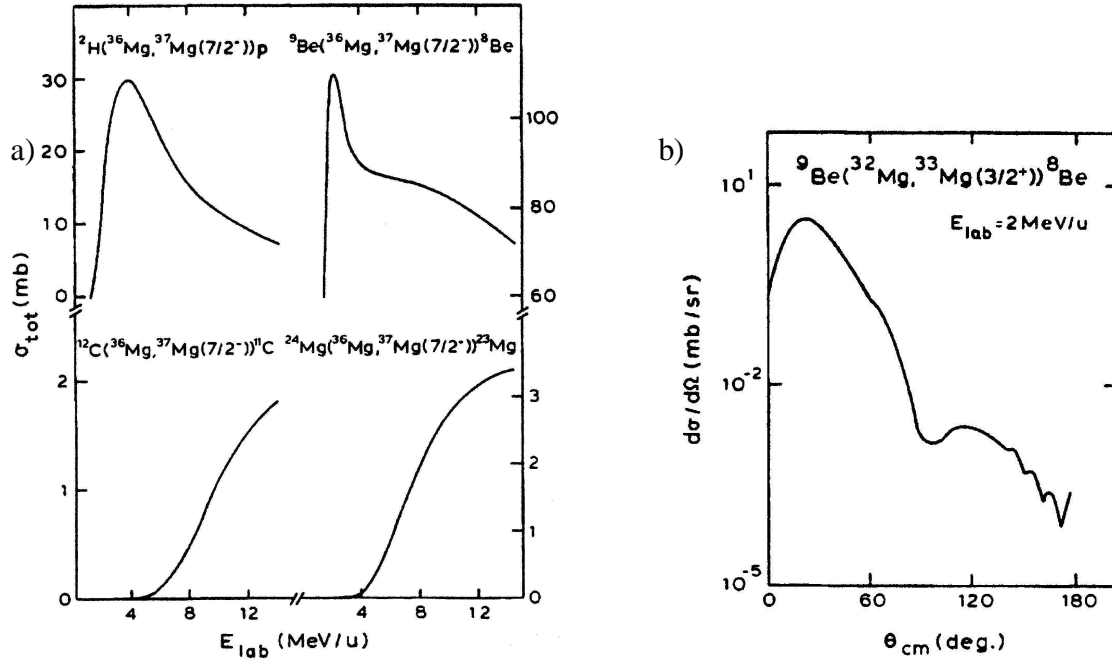 a)
²H(³⁶Mg,³⁷Mg(7/2⁻))p
⁹Be(³⁶Mg,³⁷Mg(7/2⁻))⁸Be
30
20
10
0
100
80
60
σtot (mb)
¹²C(³⁶Mg,³⁷Mg(7/2⁻))¹¹C
²⁴Mg(³⁶Mg,³⁷Mg(7/2⁻))²³Mg
2
1
0
3
2
1
0
4 8 12 4 8 12
Elab (MeV/u)
b)
⁹Be(³²Mg,³³Mg(3/2⁺))⁸Be
Elab = 2 MeV/u
10¹
10⁻²
10⁻⁵
dσ/dΩ (mb/sr)
0 60 120 180
θcm (deg.)